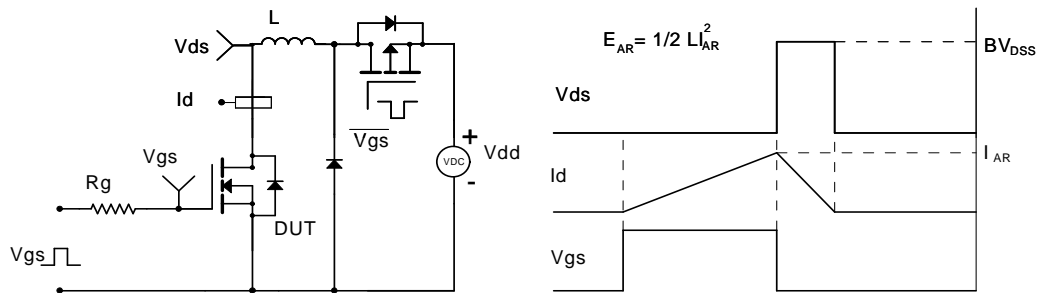 L
Vds
Id
Vgs
Rg
DUT
Vgs
Vgs
VDC
+
-
Vdd
E_AR= 1/2 LI²_AR
Vds
BV_DSS
Id
I_AR
Vgs